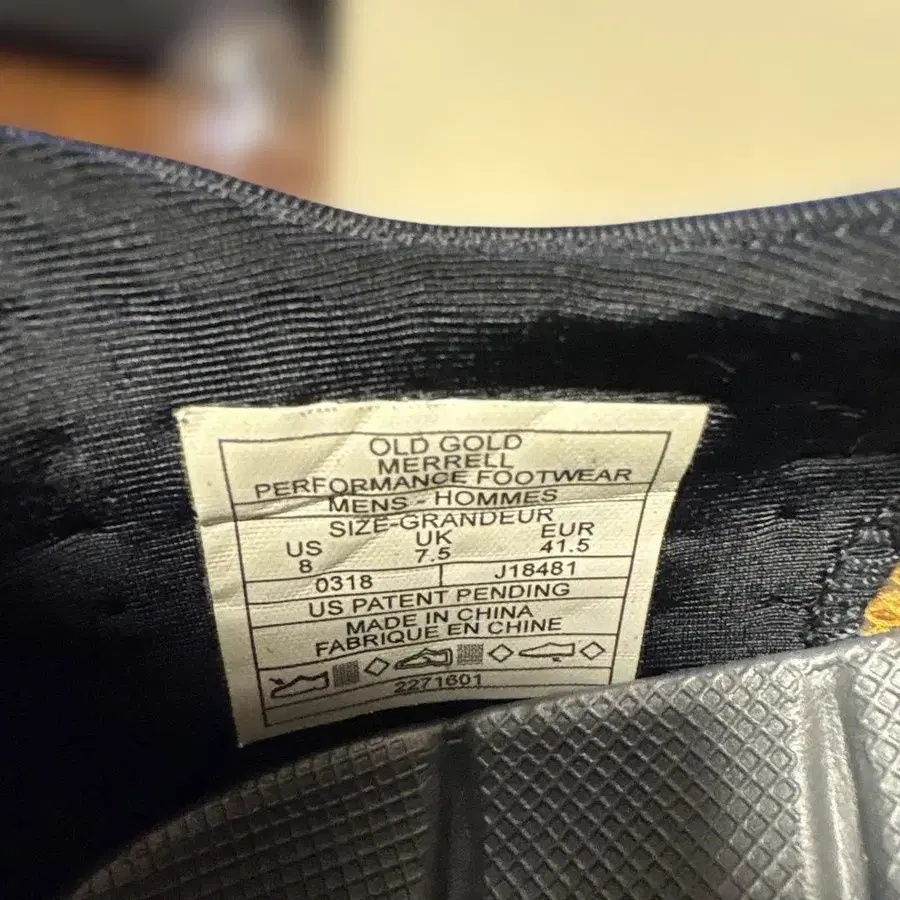 OLD GOLD
MERRELL
PERFORMANCE FOOTWEAR
MENS - HOMMES
SIZE-GRANDEUR
US UK EUR
8 7.5 41.5
0318 J18481
US PATENT PENDING
MADE IN CHINA
FABRIQUE EN CHINE
2271601